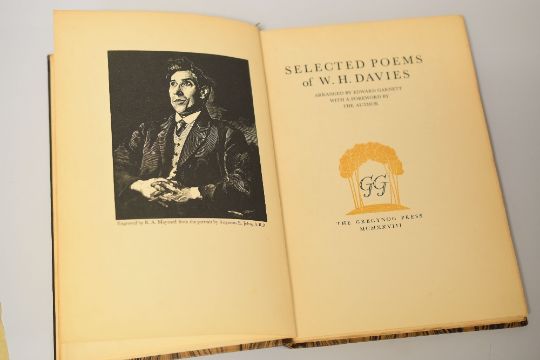 Engraved by R. A. Maynard from the portrait by Augustus E. John, A.R.A
SELECTED POEMS
of W. H. DAVIES
ARRANGED BY EDWARD GARNETT
WITH A FOREWORD BY
THE AUTHOR
GG
THE GREGYNOG PRESS
MCMXXVIII